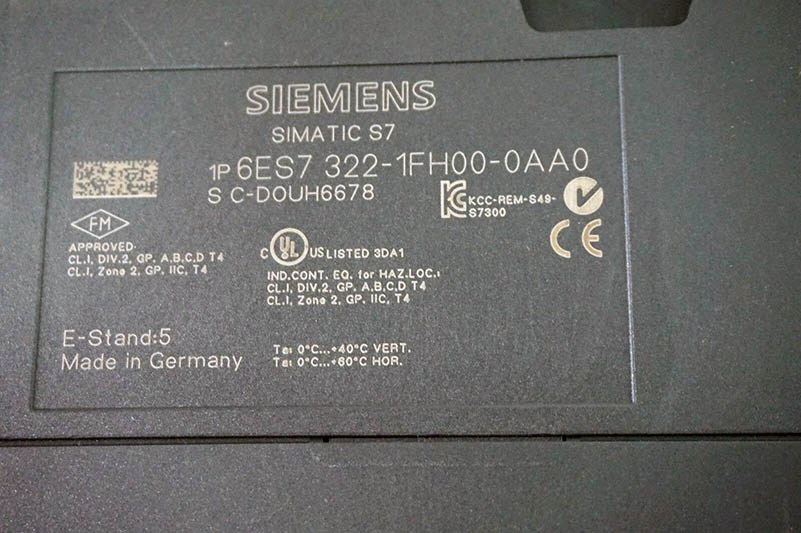 SIEMENS
SIMATIC S7
1P 6ES7 322-1FH00-0AA0
S C-D0UH6678
KCC-REM-S49-
S7300
FM
APPROVED
CL.I, DIV.2, GP. A,B,C,D T4
CL.I, Zone 2, GP. IIC, T4
C UL US LISTED 3DA1
IND.CONT. EQ. for HAZ.LOC.:
CL.I, DIV.2, GP. A,B,C,D T4
CL.I, Zone 2, GP. IIC, T4
CE
E-Stand:5
Made in Germany
Ta: 0°C...+40°C VERT.
Ta: 0°C...+60°C HOR.